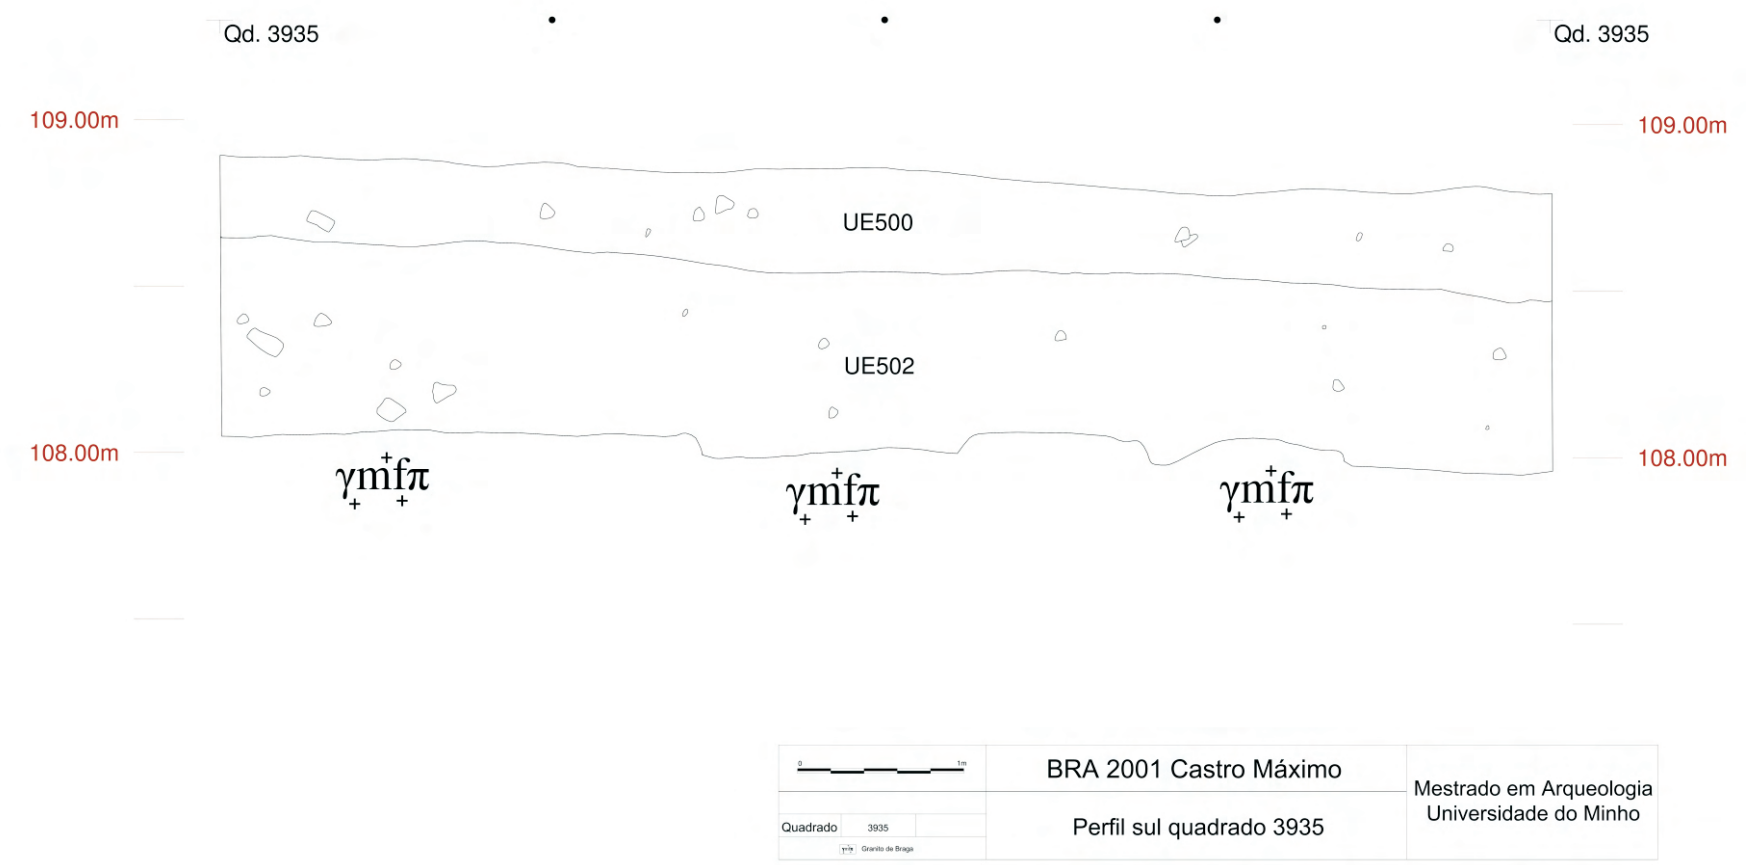 Qd. 3935
Qd. 3935
109.00m
109.00m
UE500
UE502
108.00m
108.00m
γmfπ
γmfπ
γmfπ
0 1m
BRA 2001 Castro Máximo
Mestrado em Arqueologia
Universidade do Minho
Quadrado 3935
Perfil sul quadrado 3935
γmfπ Granito de Braga